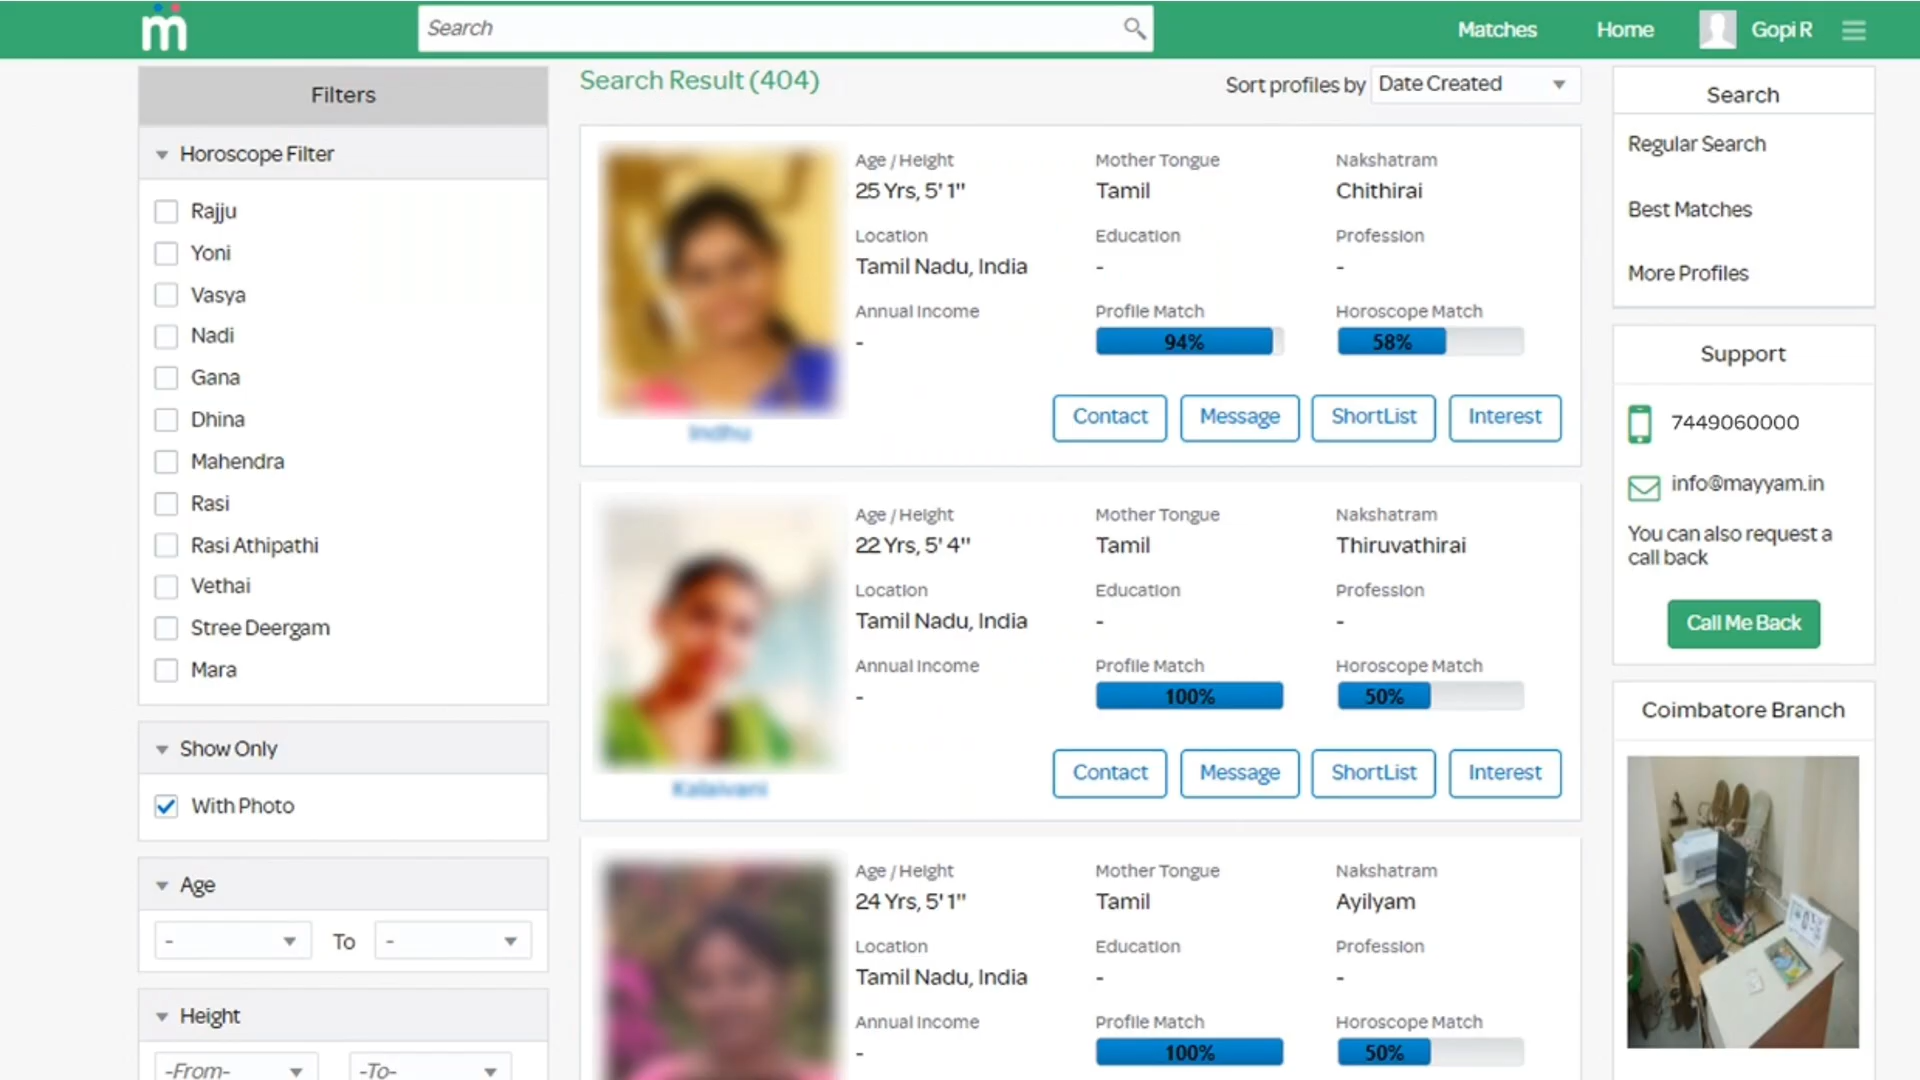 m
Search
Matches
Home
Gopi R
Filters
Horoscope Filter
Rajju
Yoni
Vasya
Nadi
Gana
Dhina
Mahendra
Rasi
Rasi Athipathi
Vethai
Stree Deergam
Mara
Show Only
With Photo
Age
- To -
Height
-From- -To-
Search Result (404)
Sort profiles by Date Created
Age / Height Mother Tongue Nakshatram
25 Yrs, 5' 1" Tamil Chithirai
Location Education Profession
Tamil Nadu, India - -
Annual Income Profile Match Horoscope Match
- 94% 58%
Indhu
Contact Message ShortList Interest
Age / Height Mother Tongue Nakshatram
22 Yrs, 5' 4" Tamil Thiruvathirai
Location Education Profession
Tamil Nadu, India - -
Annual Income Profile Match Horoscope Match
- 100% 50%
Kalaivani
Contact Message ShortList Interest
Age / Height Mother Tongue Nakshatram
24 Yrs, 5' 1" Tamil Ayilyam
Location Education Profession
Tamil Nadu, India - -
Annual Income Profile Match Horoscope Match
- 100% 50%
Search
Regular Search
Best Matches
More Profiles
Support
7449060000
info@mayyam.in
You can also request a
call back
Call Me Back
Coimbatore Branch